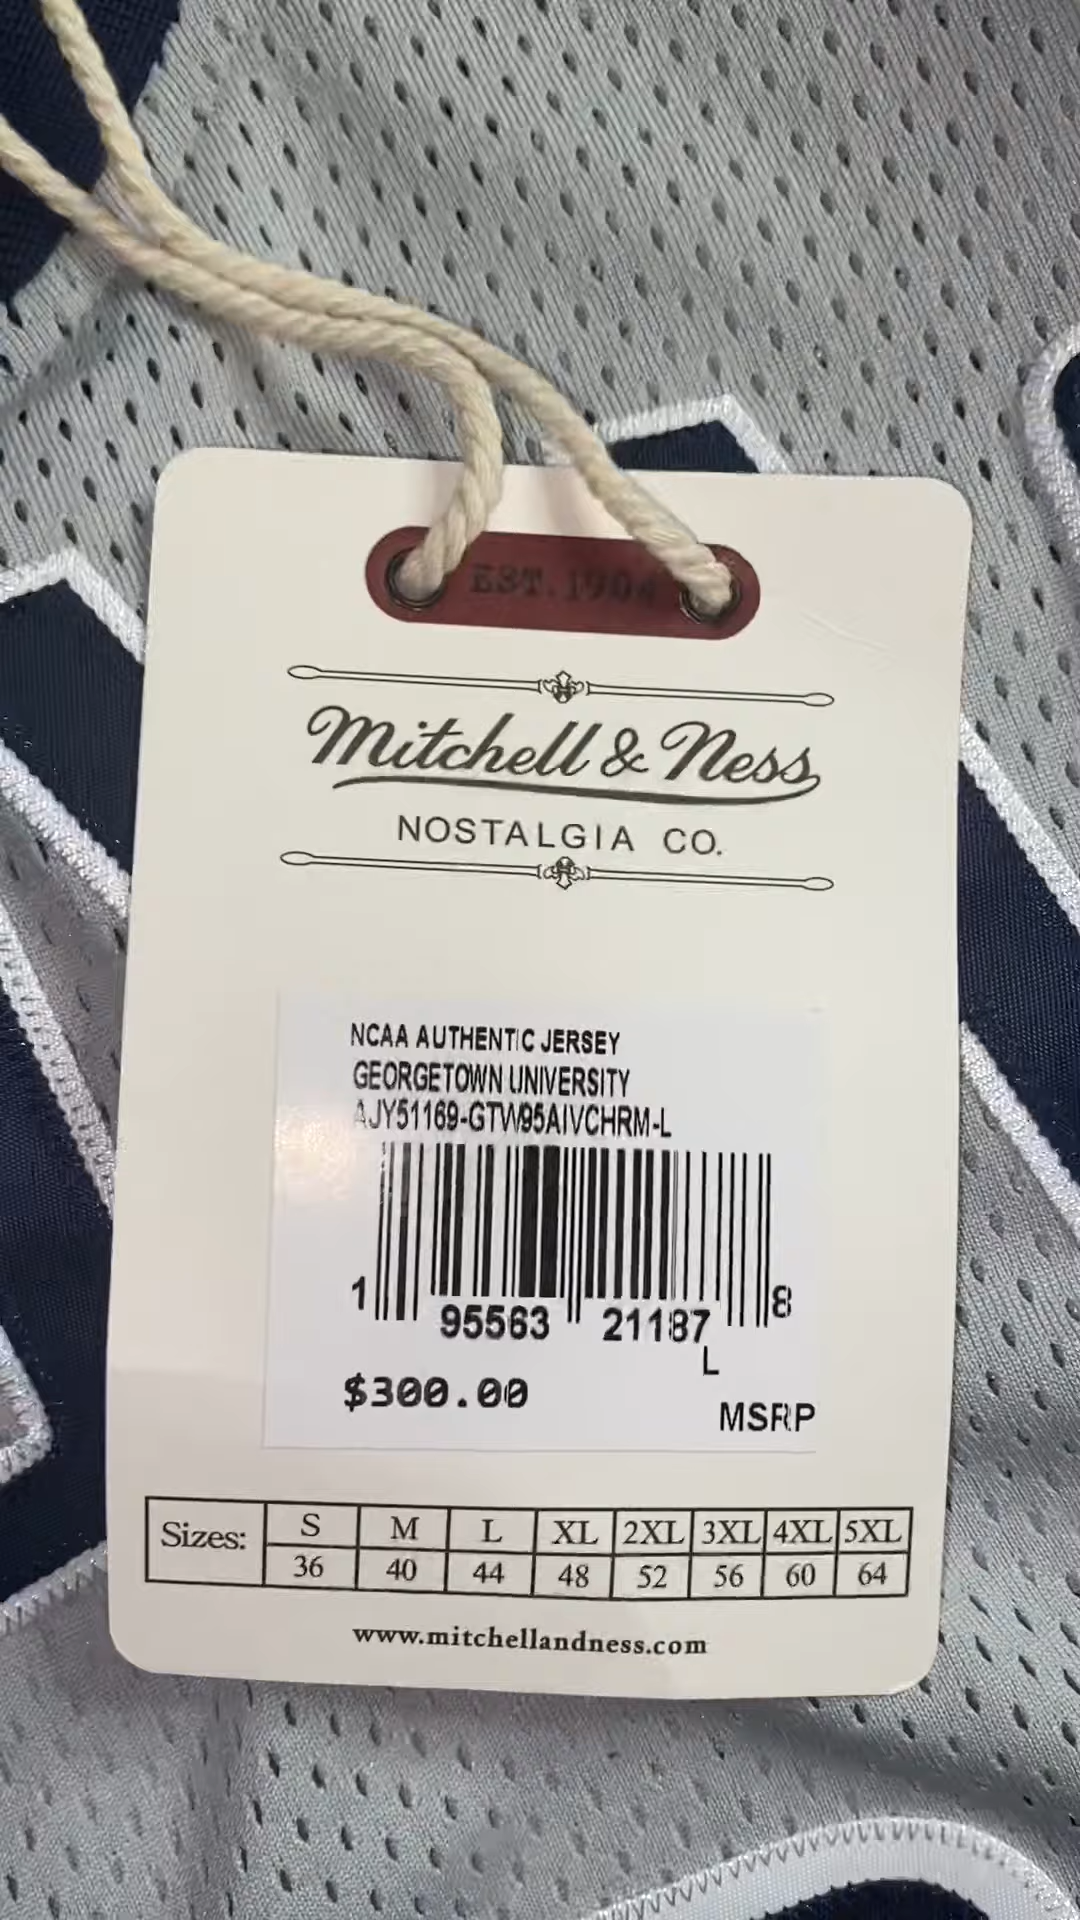 EST. 1904
Mitchell & Ness
NOSTALGIA CO.
NCAA AUTHENTIC JERSEY
GEORGETOWN UNIVERSITY
AJY51169-GTW95AIVCHRM-L
1 95563 21187 8
L
$300.00
MSRP
Sizes: S M L XL 2XL 3XL 4XL 5XL
36 40 44 48 52 56 60 64
www.mitchellandness.com